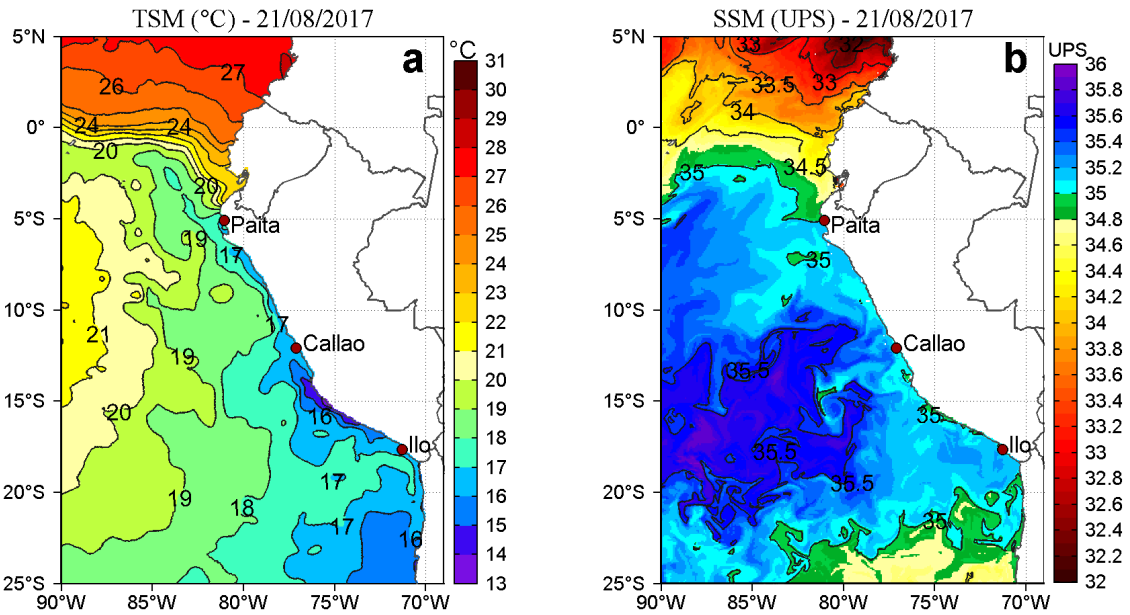 TSM (°C) - 21/08/2017
a
°C
5°N
0°
5°S
10°S
15°S
20°S
25°S
90°W
85°W
80°W
75°W
70°W
27
26
24
24
20
20
19
17
17
21
19
20
16
19
18
17
17
16
Paita
Callao
Ilo
31
30
29
28
27
26
25
24
23
22
21
20
19
18
17
16
15
14
13
SSM (UPS) - 21/08/2017
b
UPS
5°N
0°
5°S
10°S
15°S
20°S
25°S
90°W
85°W
80°W
75°W
70°W
33
32
33.5
33
34
34.5
35
35
35.5
35
35.5
35.5
35
Paita
Callao
Ilo
36
35.8
35.6
35.4
35.2
35
34.8
34.6
34.4
34.2
34
33.8
33.6
33.4
33.2
33
32.8
32.6
32.4
32.2
32